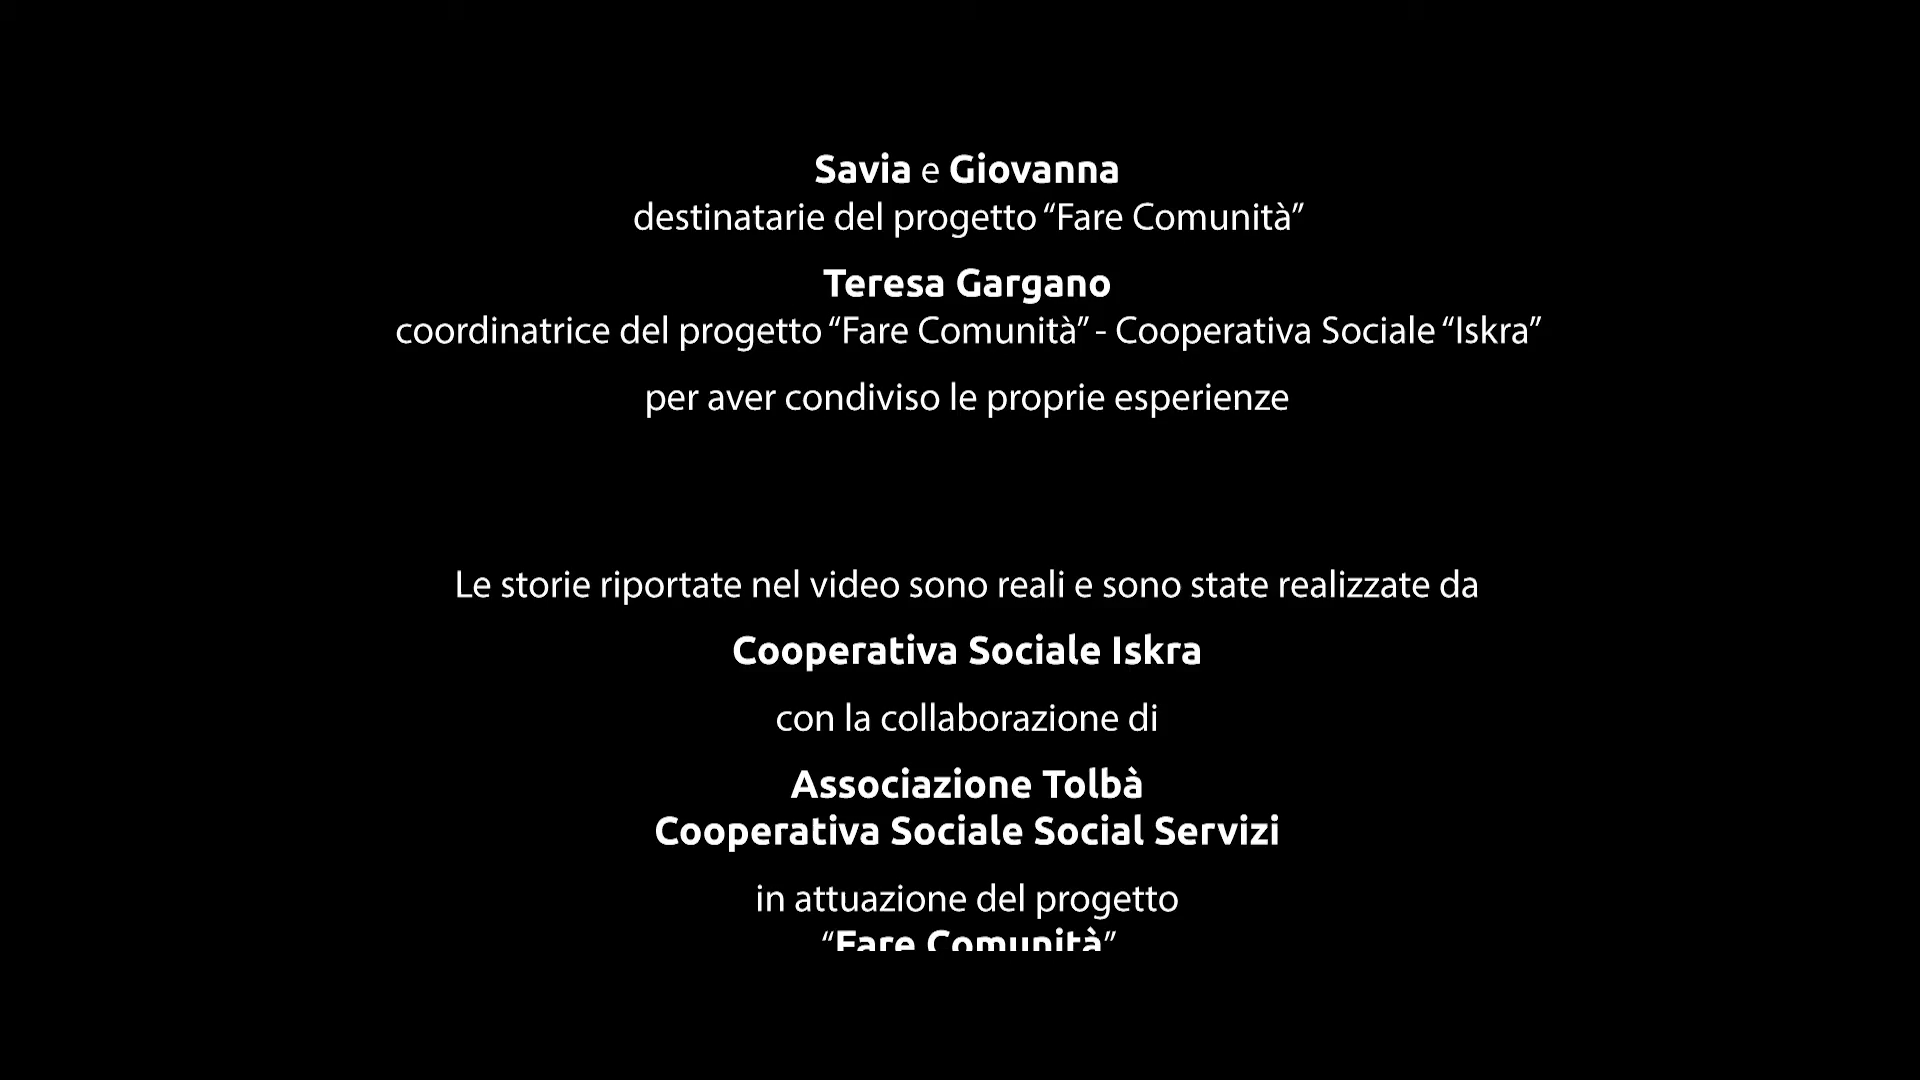 Savia e Giovanna
destinatarie del progetto “Fare Comunità”
Teresa Gargano
coordinatrice del progetto “Fare Comunità” - Cooperativa Sociale “Iskra”
per aver condiviso le proprie esperienze
Le storie riportate nel video sono reali e sono state realizzate da
Cooperativa Sociale Iskra
con la collaborazione di
Associazione Tolbà
Cooperativa Sociale Social Servizi
in attuazione del progetto
“Fare Comunità”